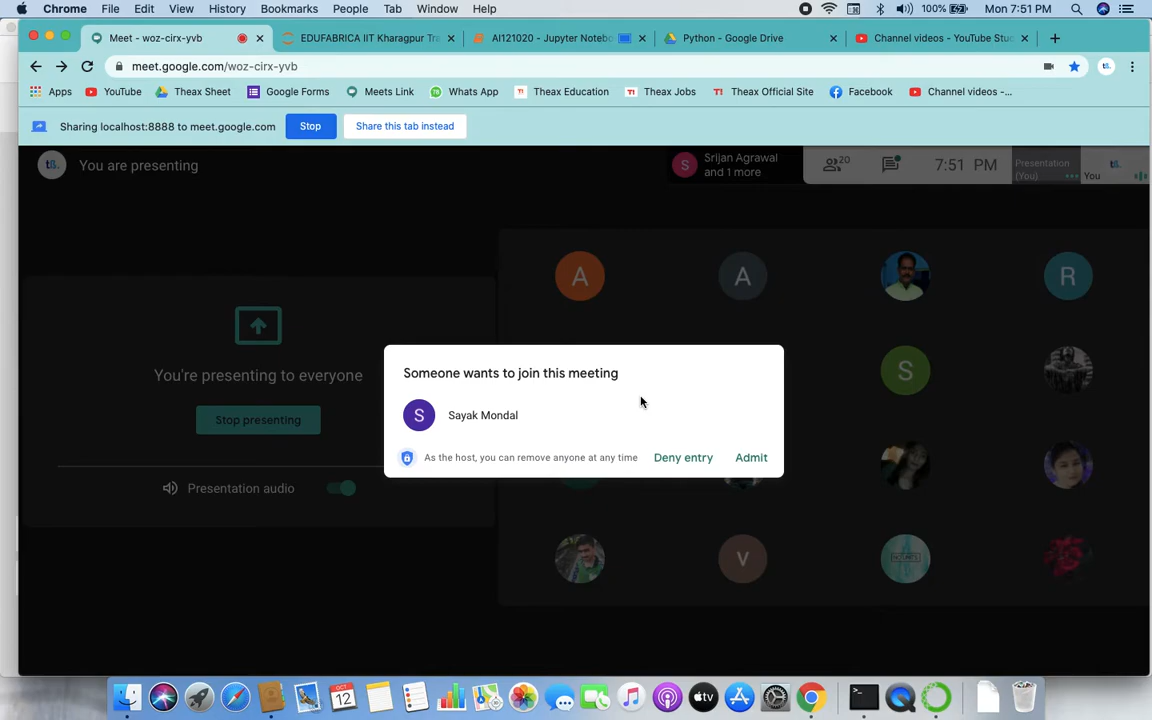 Chrome File Edit View History Bookmarks People Tab Window Help 100% Mon 7:51 PM
Meet - woz-cirx-yvb EDUFABRICA IIT Kharagpur Tra AI121020 - Jupyter Notebo Python - Google Drive Channel videos - YouTube Stud
meet.google.com/woz-cirx-yvb
Apps YouTube Theax Sheet Google Forms Meets Link Whats App Theax Education Theax Jobs Theax Official Site Facebook Channel videos -...
Sharing localhost:8888 to meet.google.com Stop Share this tab instead
You are presenting
Srijan Agrawal
and 1 more
20
7:51 PM
Presentation
(You)
You
A A R
You're presenting to everyone
Stop presenting
Presentation audio
S
Someone wants to join this meeting
S Sayak Mondal
As the host, you can remove anyone at any time Deny entry Admit
V
OCT
12